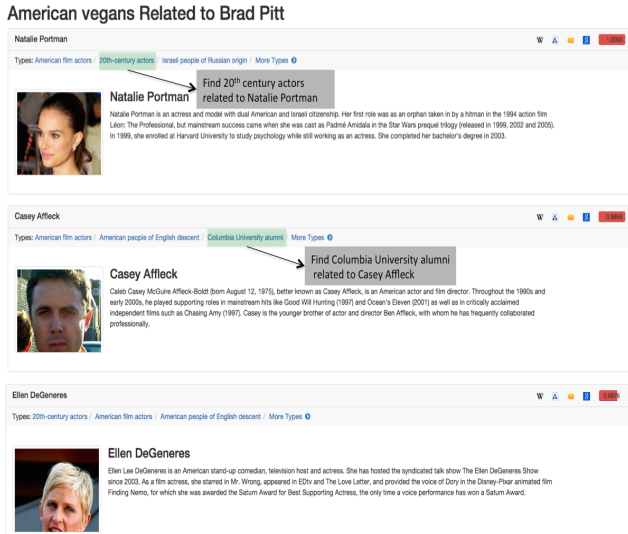 American vegans Related to Brad Pitt
Natalie Portman W 8 1.0000
Types: American film actors / 20th-century actors / Israeli people of Russian origin / More Types
Find 20th century actors
related to Natalie Portman
Natalie Portman
Natalie Portman is an actress and model with dual American and Israeli citizenship. Her first role was as an orphan taken in by a hitman in the 1994 action film
Léon: The Professional, but mainstream success came when she was cast as Padmé Amidala in the Star Wars prequel trilogy (released in 1999, 2002 and 2005).
In 1999, she enrolled at Harvard University to study psychology while still working as an actress. She completed her bachelor's degree in 2003.
Casey Affleck W 8
Types: American film actors / American people of English descent / Columbia University alumni / More Types
Find Columbia University alumni
related to Casey Affleck
Casey Affleck
Caleb Casey McGuire Affleck-Boldt (born August 12, 1975), better known as Casey Affleck, is an American actor and film director. Throughout the 1990s and
early 2000s, he played supporting roles in mainstream hits like Good Will Hunting (1997) and Ocean's Eleven (2001) as well as in critically acclaimed
independent films such as Chasing Amy (1997). Casey is the younger brother of actor and director Ben Affleck, with whom he has frequently collaborated
professionally.
Ellen DeGeneres W 8
Types: 20th-century actors / American film actors / American people of English descent / More Types
Ellen DeGeneres
Ellen Lee DeGeneres is an American stand-up comedian, television host and actress. She has hosted the syndicated talk show The Ellen DeGeneres Show
since 2003. As a film actress, she starred in Mr. Wrong, appeared in EDtv and The Love Letter, and provided the voice of Dory in the Disney-Pixar animated film
Finding Nemo, for which she was awarded the Saturn Award for Best Supporting Actress, the only time a voice performance has won a Saturn Award.